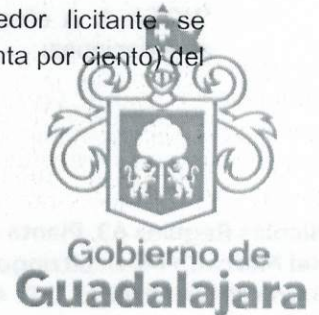 edor licitante se
nta por ciento) del
Gobierno de
Guadalajara